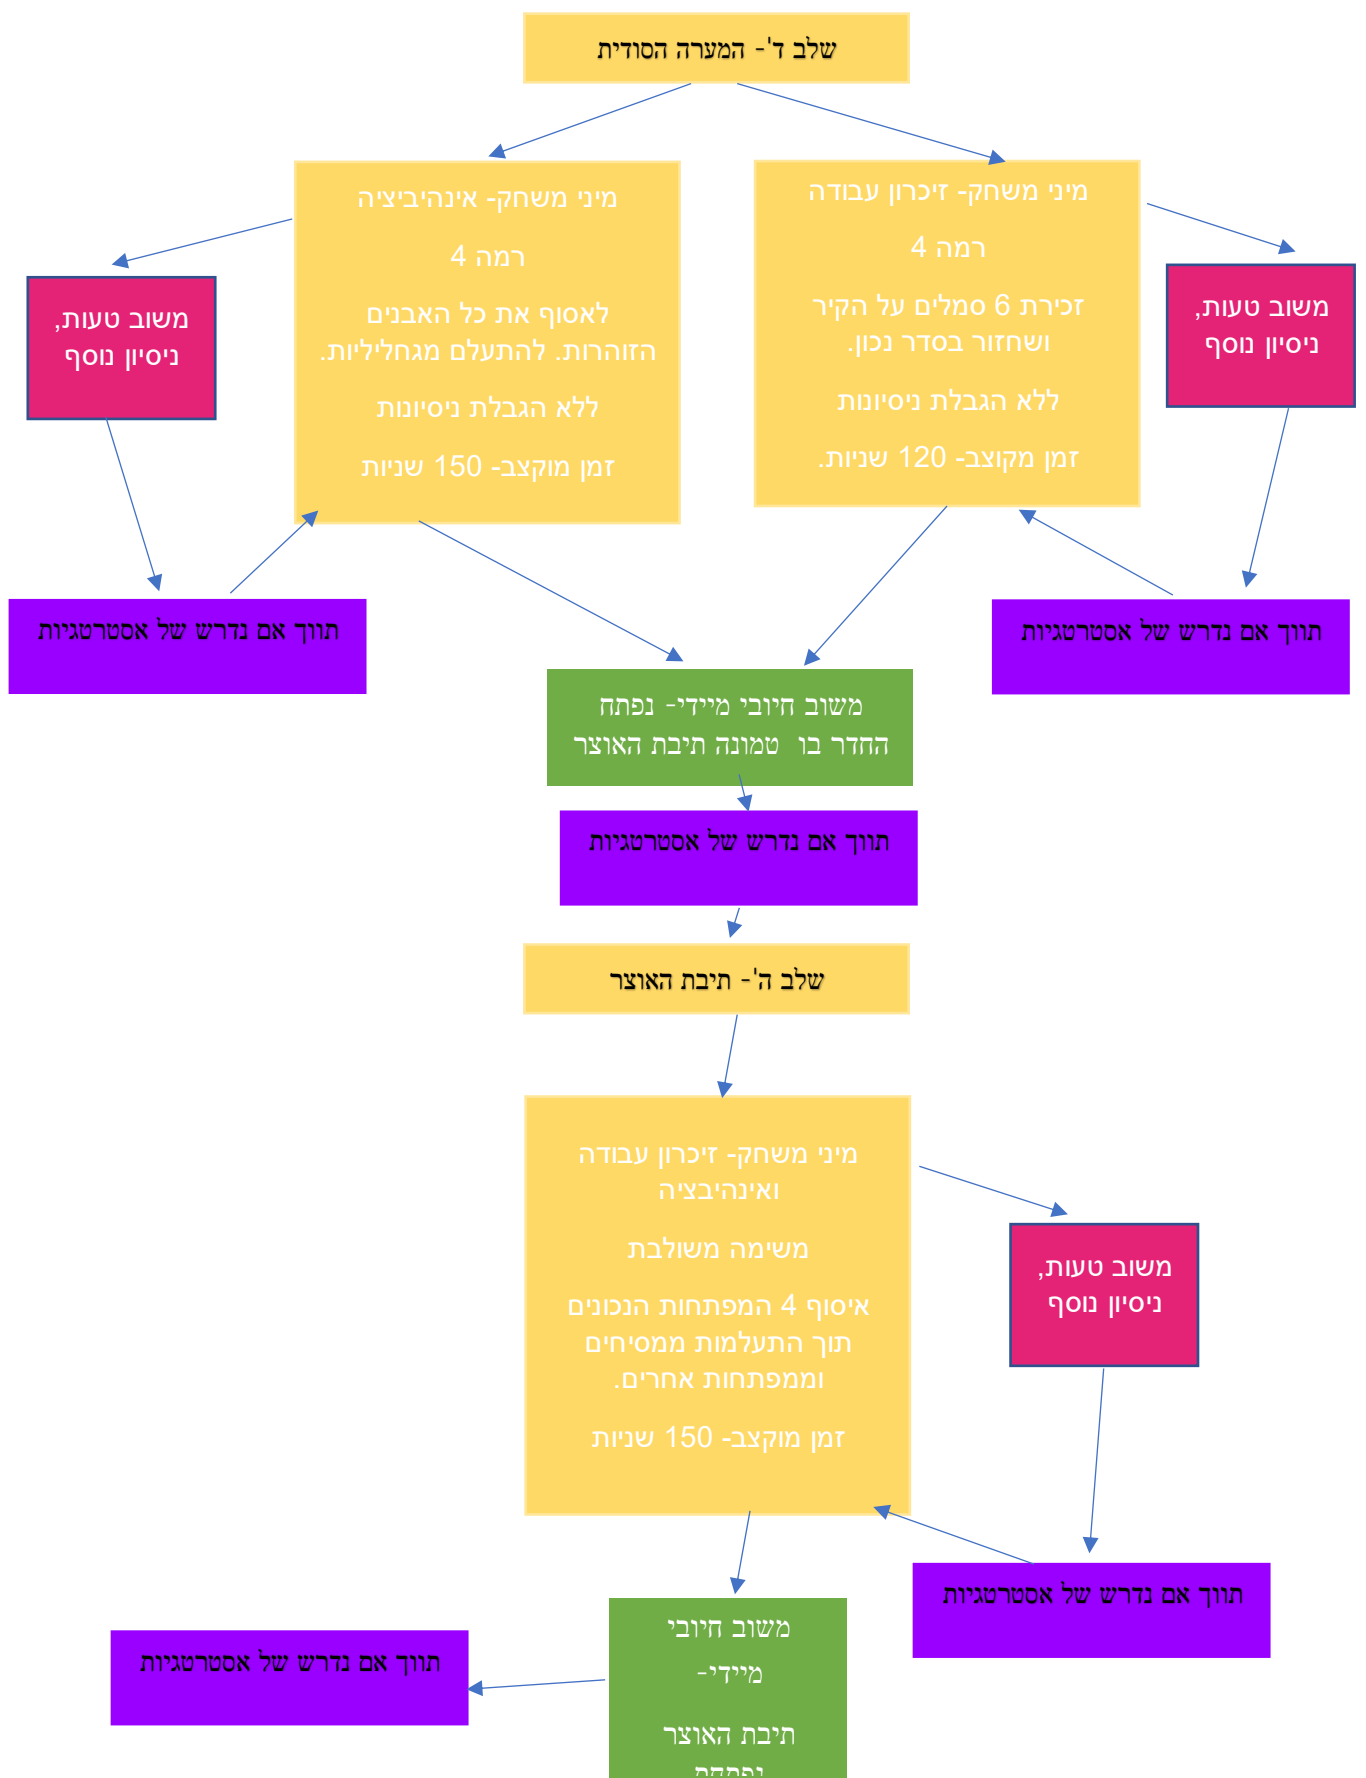 שלב ד'- המערה הסודית
מיני משחק- זיכרון עבודה
רמה 4
זכירת 6 סמלים על הקיר
ושחזור בסדר נכון.
ללא הגבלת ניסיונות
זמן מקוצב- 120 שניות.
משוב טעות,
ניסיון נוסף
תווך אם נדרש של אסטרטגיות
מיני משחק- אינהיביציה
רמה 4
לאסוף את כל האבנים
הזוהרות. להתעלם מגחליליות.
ללא הגבלת ניסיונות
זמן מוקצב- 150 שניות
משוב טעות,
ניסיון נוסף
תווך אם נדרש של אסטרטגיות
משוב חיובי מיידי- נפתח
החדר בו טמונה תיבת האוצר
תווך אם נדרש של אסטרטגיות
שלב ה'- תיבת האוצר
מיני משחק- זיכרון עבודה
ואינהיבציה
משימה משולבת
איסוף 4 המפתחות הנכונים
תוך התעלמות ממסיחים
וממפתחות אחרים.
זמן מוקצב- 150 שניות
משוב טעות,
ניסיון נוסף
תווך אם נדרש של אסטרטגיות
משוב חיובי
מיידי-
תיבת האוצר
תווך אם נדרש של אסטרטגיות